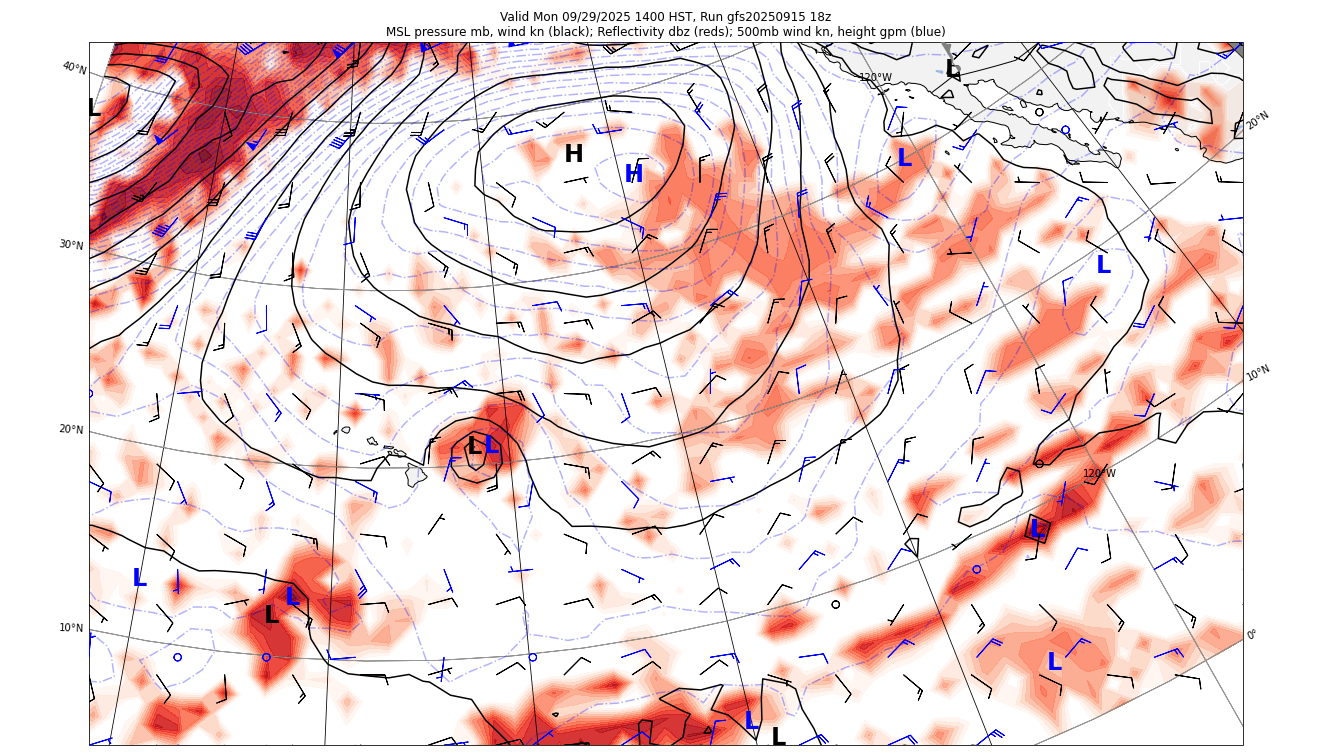 Valid Mon 09/29/2025 1400 HST, Run gfs20250915 18z
MSL pressure mb, wind kn (black); Reflectivity dbz (reds); 500mb wind kn, height gpm (blue)
40°N
120°W
L
20°N
L
H
L
H
30°N
L
10°N
20°N
L L
120°W
L
L
L
L
10°N
0°
L
L
L